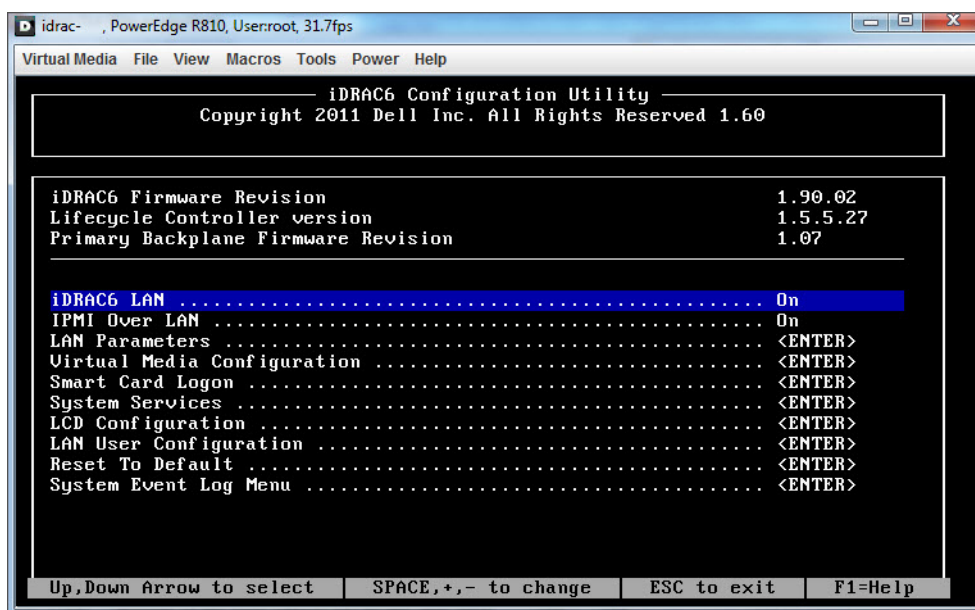 idrac- , PowerEdge R810, User:root, 31.7fps
Virtual Media File View Macros Tools Power Help
iDRAC6 Configuration Utility
Copyright 2011 Dell Inc. All Rights Reserved 1.60
iDRAC6 Firmware Revision 1.90.02
Lifecycle Controller version 1.5.5.27
Primary Backplane Firmware Revision 1.07
iDRAC6 LAN .................................................. On
IPMI Over LAN ............................................... On
LAN Parameters .............................................. <ENTER>
Virtual Media Configuration ................................. <ENTER>
Smart Card Logon ............................................ <ENTER>
System Services ............................................. <ENTER>
LCD Configuration ........................................... <ENTER>
LAN User Configuration ...................................... <ENTER>
Reset To Default ............................................ <ENTER>
System Event Log Menu ....................................... <ENTER>
Up,Down Arrow to select SPACE,+,- to change ESC to exit F1=Help